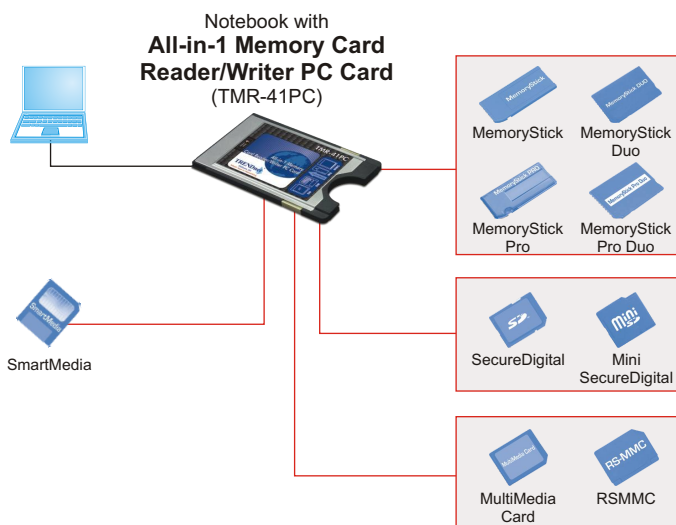 Notebook with
All-in-1 Memory Card
Reader/Writer PC Card
(TMR-41PC)
TMR-41PC
TRENDnet
MemoryStick
MemoryStick DUO
MemoryStick
MemoryStick
Duo
MemoryStick PRO
MemoryStick Pro Duo
MemoryStick
Pro
MemoryStick
Pro Duo
SmartMedia
SmartMedia
SD
mini
SD
SecureDigital
Mini
SecureDigital
MultiMedia Card
RS-MMC
MultiMedia
Card
RSMMC